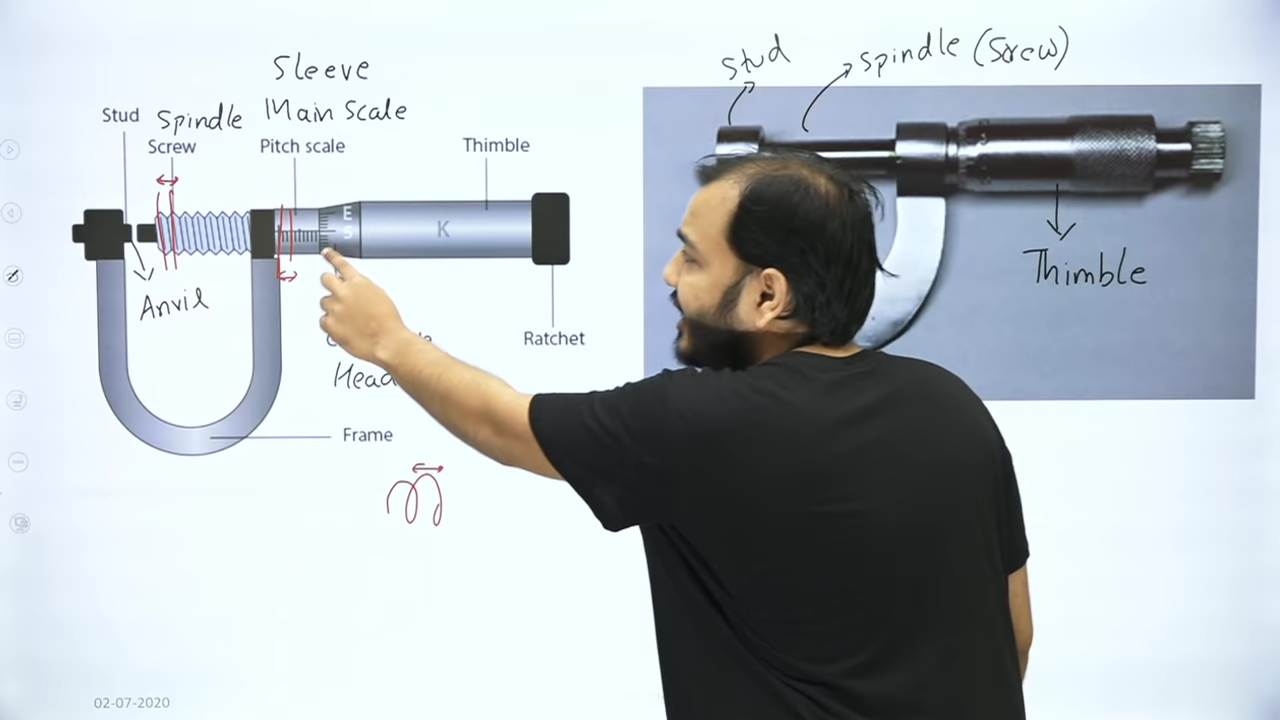 Sleeve
Main Scale
Stud
Spindle
Screw
Pitch scale
Thimble
E
S
K
Anvil
Ratchet
Head
Frame
02-07-2020
Stud
Spindle (Screw)
Thimble